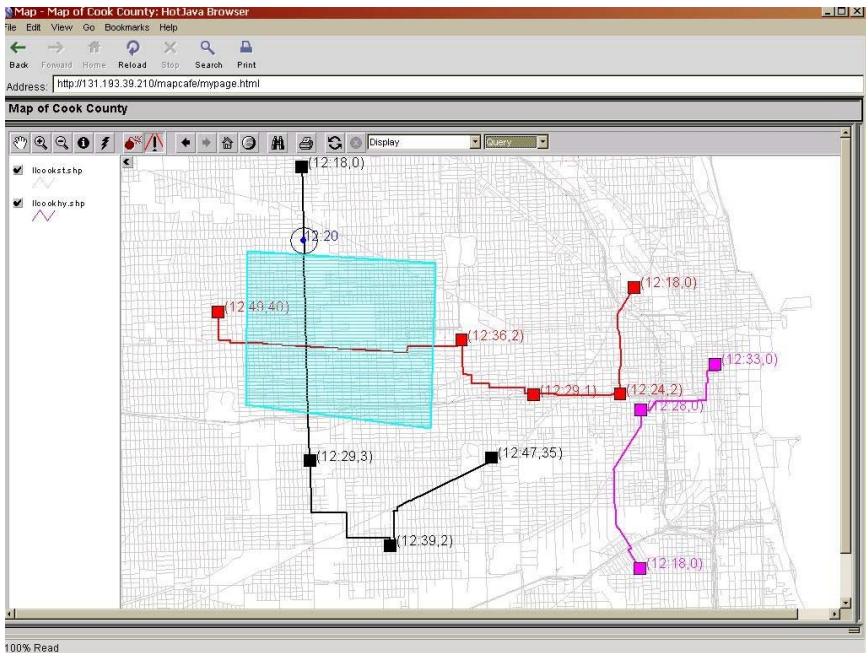 Map - Map of Cook County: HotJava Browser
File Edit View Go Bookmarks Help
Back Forward Home Reload Stop Search Print
Address: http://131.193.39.210/mapcafe/mypage.html
Map of Cook County
Display Query
Ilcookst.shp
Ilcookhy.shp
(12:18,0)
12:20
(12:18,0)
(12:49,40)
(12:36,2)
(12:33,0)
(12:29,1)
(12:24,2)
(12:28,0)
(12:29,3)
(12:47,35)
(12:39,2)
(12:18,0)
100% Read